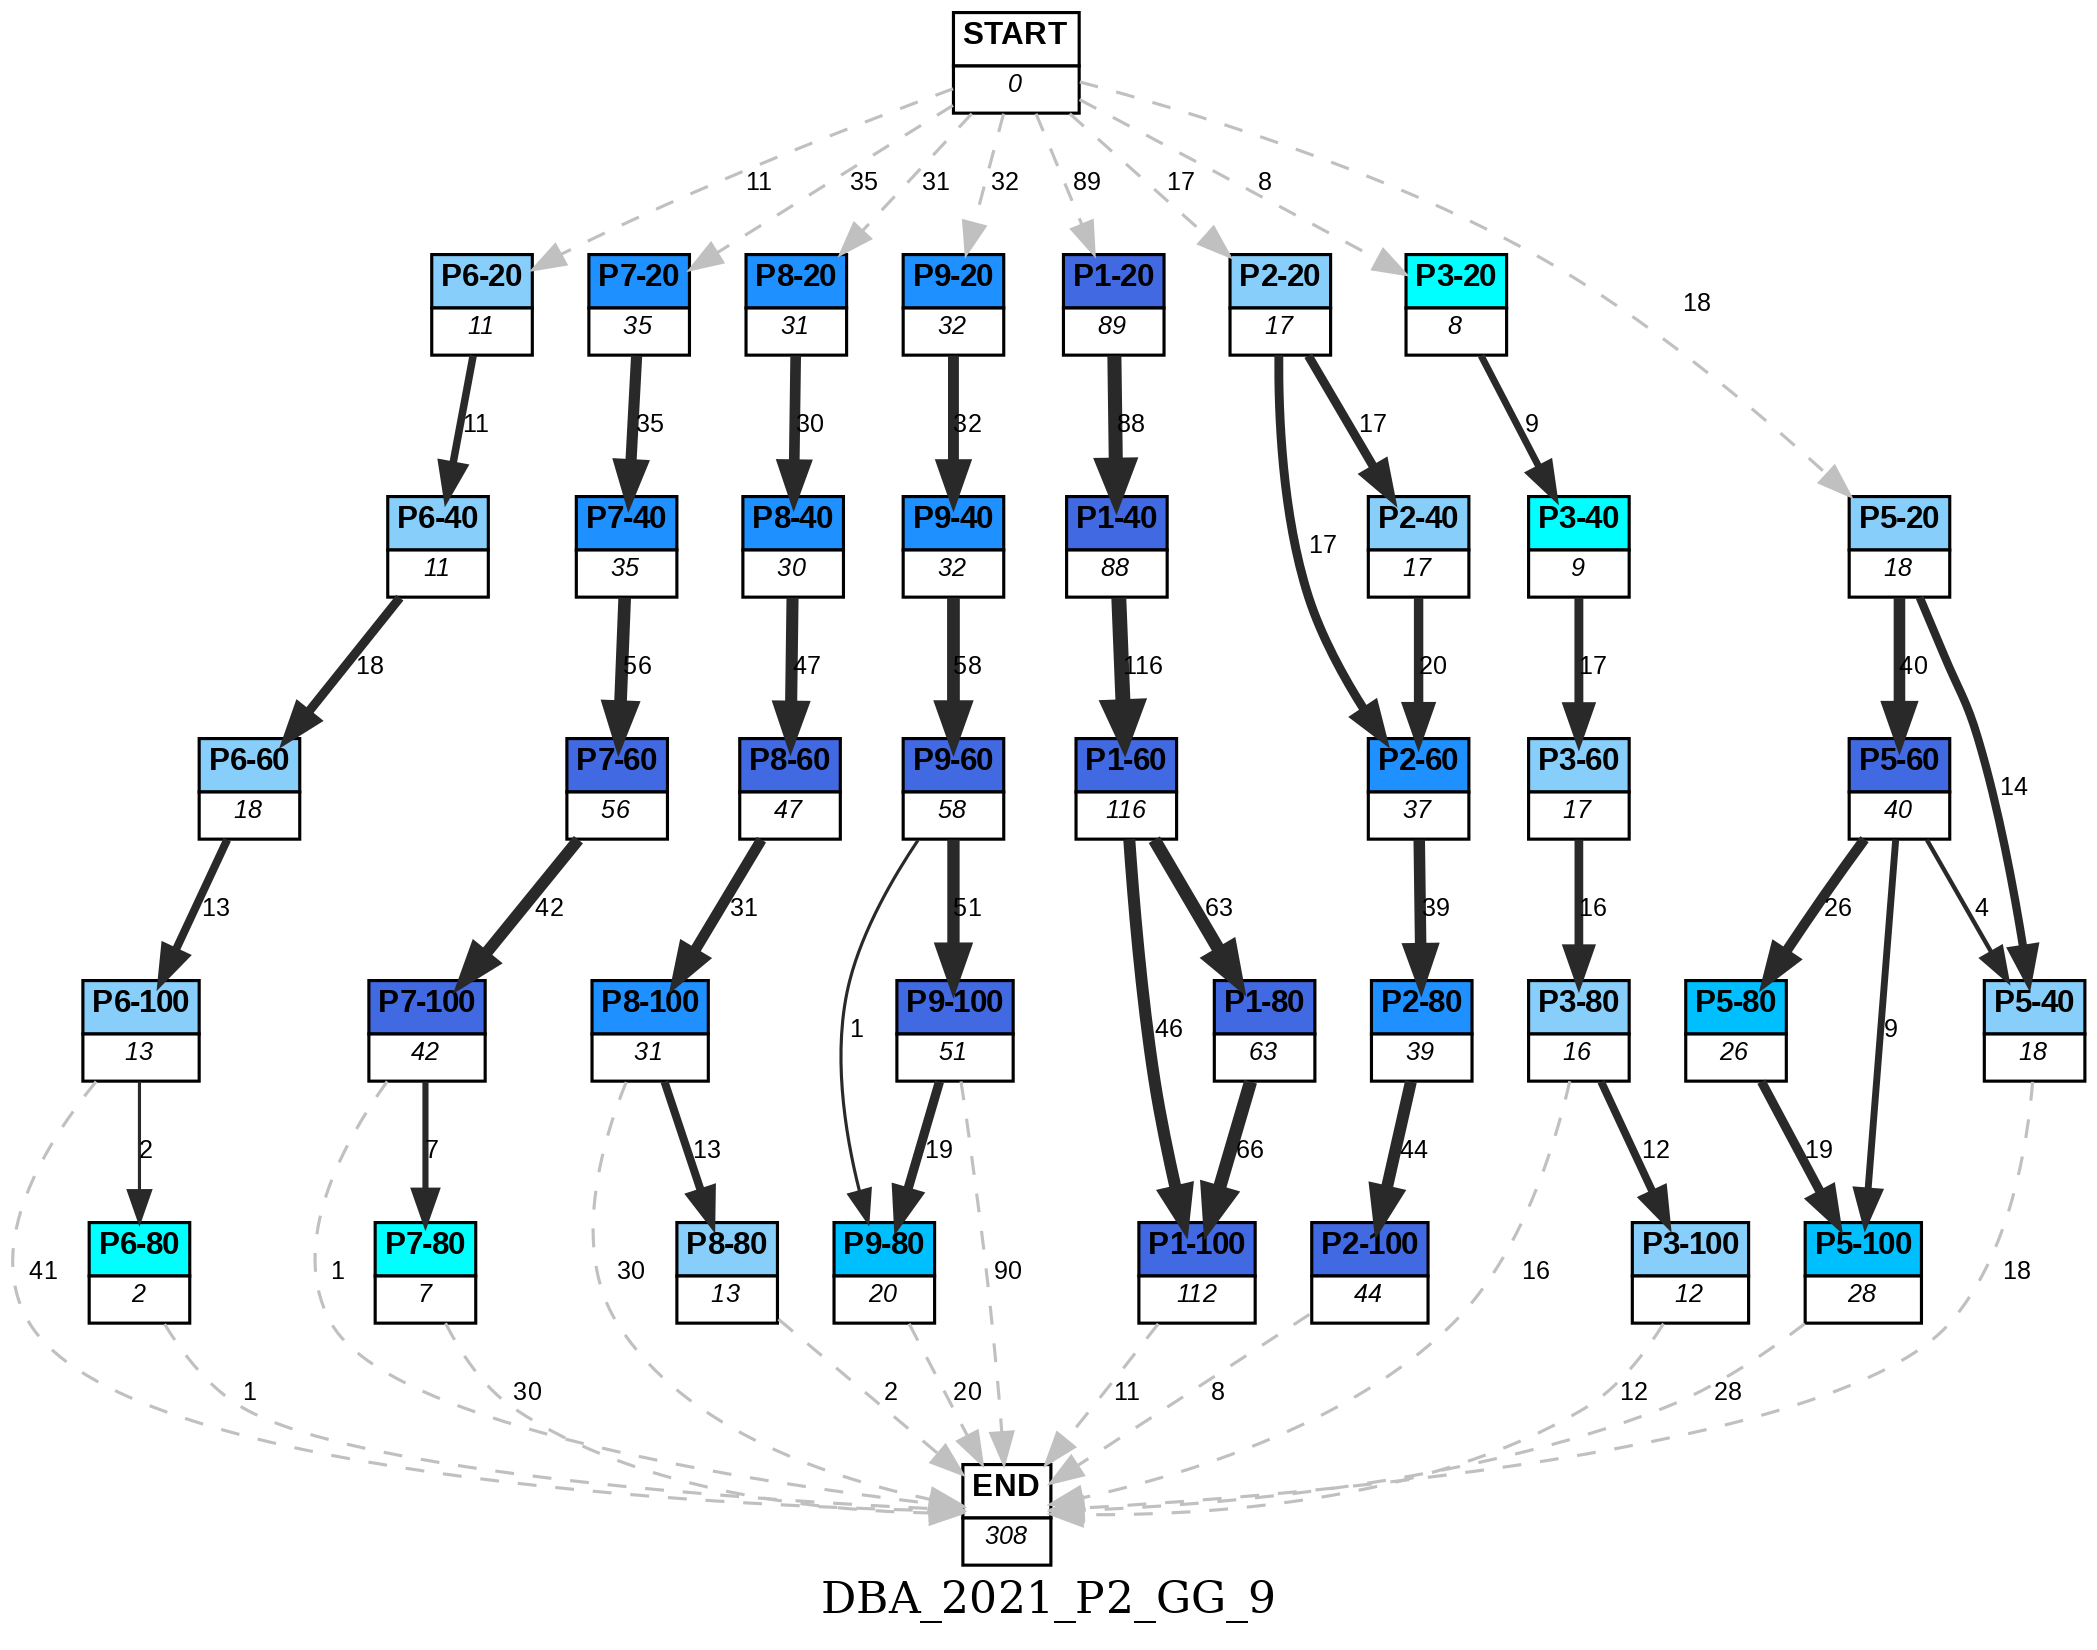 START
0
11 35 31 32 89 17 8
P6-20 P7-20 P8-20 P9-20 P1-20 P2-20 P3-20
11 35 31 32 89 17 8
18
11 35 30 32 88 17 9
P6-40 P7-40 P8-40 P9-40 P1-40 P2-40 P3-40 P5-20
11 35 30 32 88 17 9 18
17
18 56 47 58 116 20 17 40
P6-60 P7-60 P8-60 P9-60 P1-60 P2-60 P3-60 P5-60
18 56 47 58 116 37 17 40
14
13 42 31 51 63 39 16 26 4
P6-100 P7-100 P8-100 P9-100 P1-80 P2-80 P3-80 P5-80 P5-40
13 42 31 51 63 39 16 26 18
1 46 9
2 7 13 19 66 44 12 19
P6-80 P7-80 P8-80 P9-80 P1-100 P2-100 P3-100 P5-100
2 7 13 20 112 44 12 28
41 1 30 90 16 18
1 30 2 20 11 8 12 28
END
308
DBA_2021_P2_GG_9